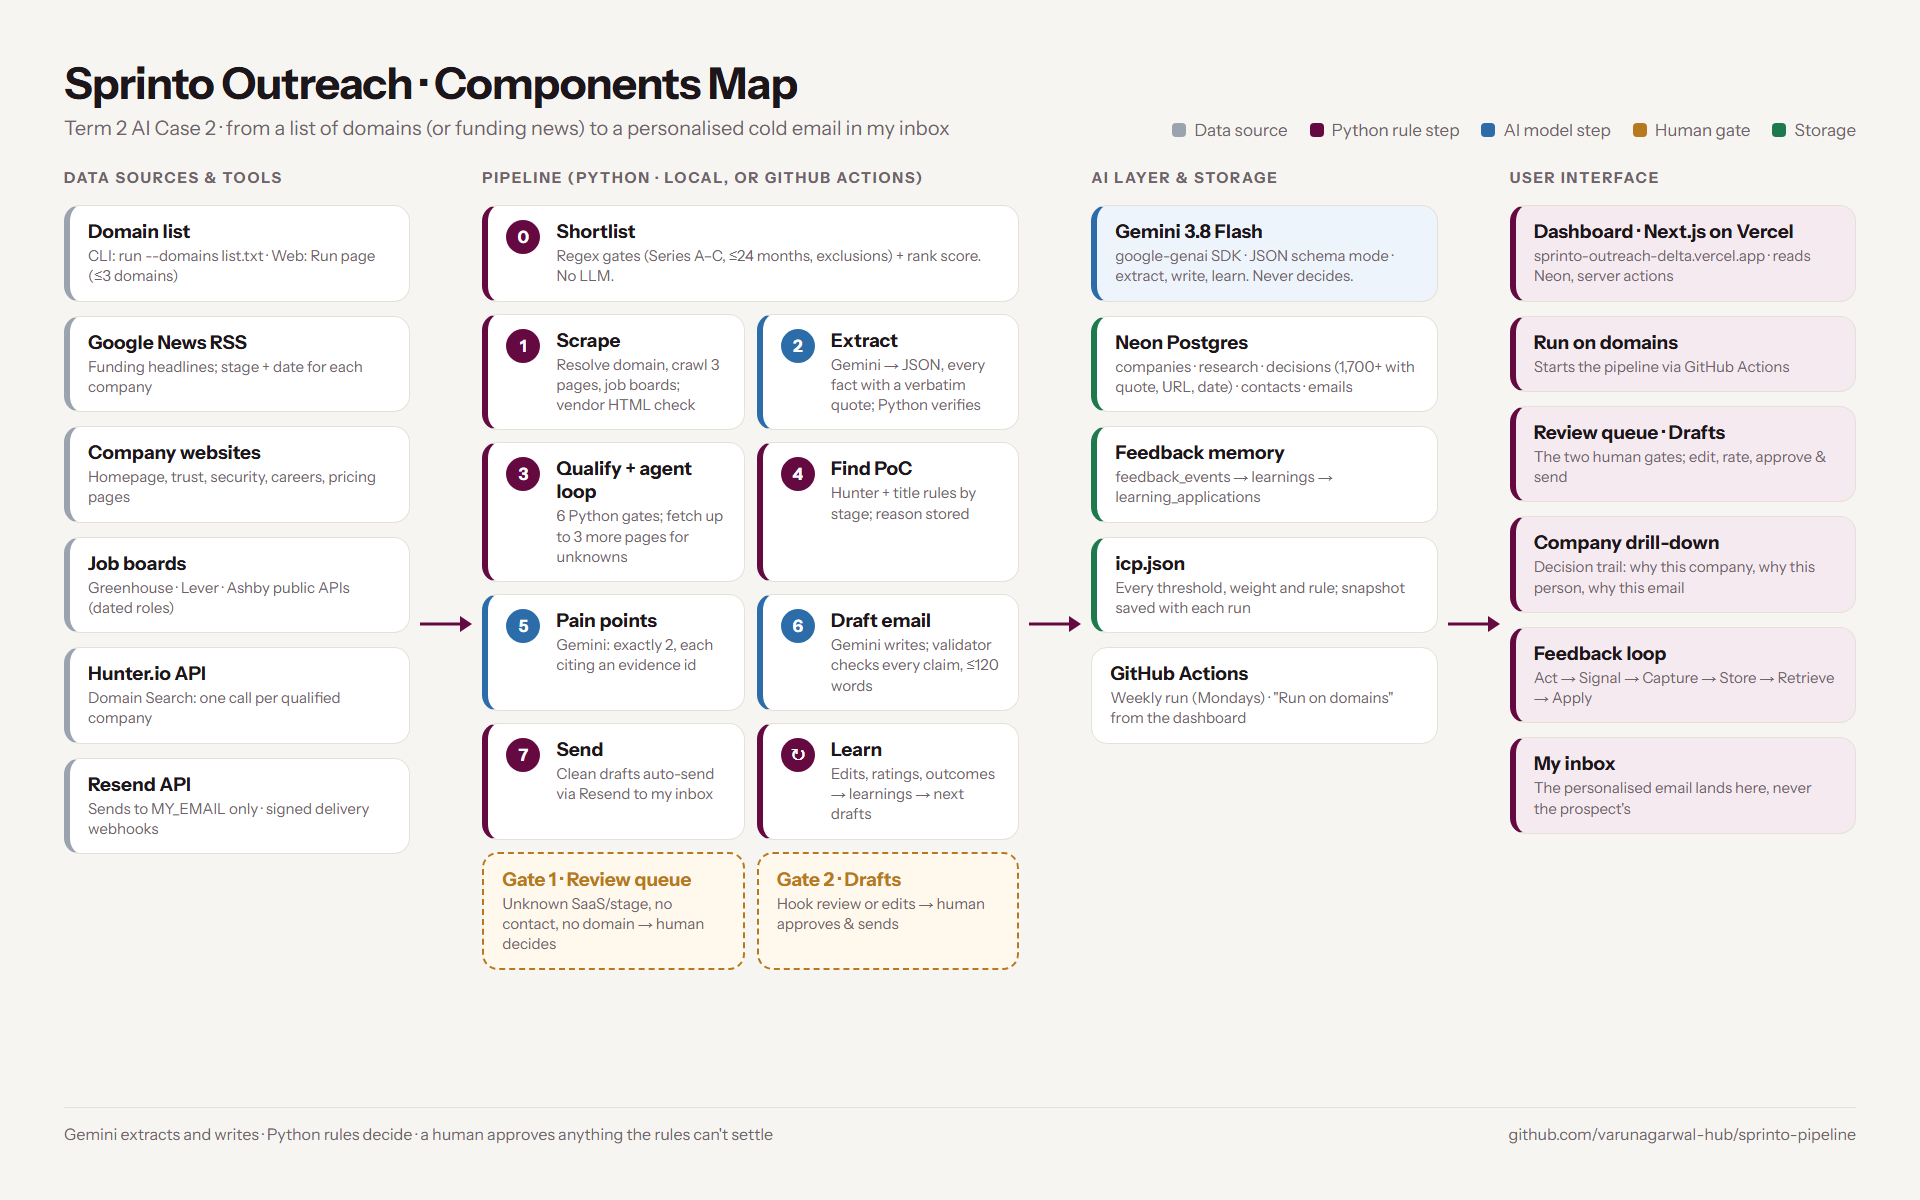 Sprinto Outreach · Components Map
Term 2 AI Case 2 · from a list of domains (or funding news) to a personalised cold email in my inbox
Data source
Python rule step
AI model step
Human gate
Storage
DATA SOURCES & TOOLS
Domain list
CLI: run --domains list.txt · Web: Run page
(≤3 domains)
Google News RSS
Funding headlines; stage + date for each
company
Company websites
Homepage, trust, security, careers, pricing
pages
Job boards
Greenhouse · Lever · Ashby public APIs
(dated roles)
Hunter.io API
Domain Search: one call per qualified
company
Resend API
Sends to MY_EMAIL only · signed delivery
webhooks
PIPELINE (PYTHON · LOCAL, OR GITHUB ACTIONS)
0
Shortlist
Regex gates (Series A–C, ≤24 months, exclusions) + rank score.
No LLM.
1
Scrape
Resolve domain, crawl 3
pages, job boards;
vendor HTML check
2
Extract
Gemini → JSON, every
fact with a verbatim
quote; Python verifies
3
Qualify + agent
loop
6 Python gates; fetch up
to 3 more pages for
unknowns
4
Find PoC
Hunter + title rules by
stage; reason stored
5
Pain points
Gemini: exactly 2, each
citing an evidence id
6
Draft email
Gemini writes; validator
checks every claim, ≤120
words
7
Send
Clean drafts auto-send
via Resend to my inbox
↻
Learn
Edits, ratings, outcomes
→ learnings → next
drafts
Gate 1 · Review queue
Unknown SaaS/stage, no
contact, no domain → human
decides
Gate 2 · Drafts
Hook review or edits → human
approves & sends
AI LAYER & STORAGE
Gemini 3.8 Flash
google-genai SDK · JSON schema mode ·
extract, write, learn. Never decides.
Neon Postgres
companies · research · decisions (1,700+ with
quote, URL, date) · contacts · emails
Feedback memory
feedback_events → learnings →
learning_applications
icp.json
Every threshold, weight and rule; snapshot
saved with each run
GitHub Actions
Weekly run (Mondays) · "Run on domains"
from the dashboard
USER INTERFACE
Dashboard · Next.js on Vercel
sprinto-outreach-delta.vercel.app · reads
Neon, server actions
Run on domains
Starts the pipeline via GitHub Actions
Review queue · Drafts
The two human gates; edit, rate, approve &
send
Company drill-down
Decision trail: why this company, why this
person, why this email
Feedback loop
Act → Signal → Capture → Store → Retrieve
→ Apply
My inbox
The personalised email lands here, never
the prospect's
Gemini extracts and writes · Python rules decide · a human approves anything the rules can't settle
github.com/varunagarwal-hub/sprinto-pipeline